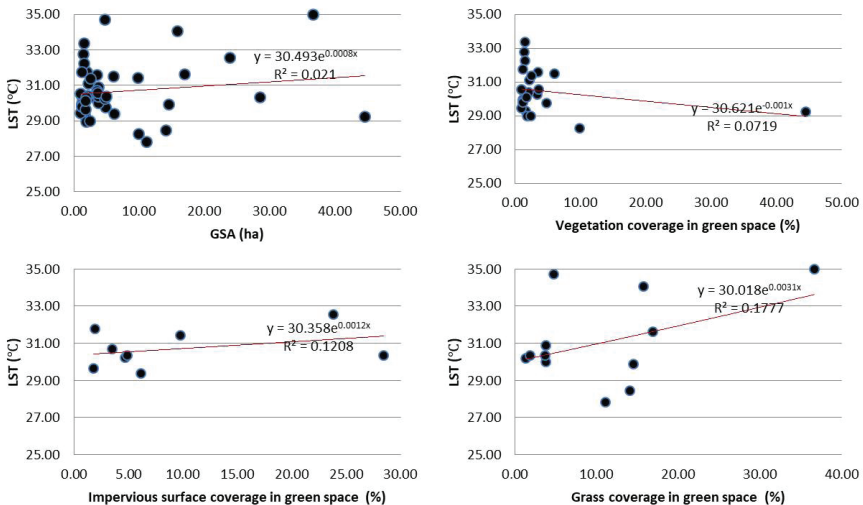 35.00
33.00
31.00
29.00
27.00
25.00
LST (°C)
y = 30.493e0.0008x
R² = 0.021
0.00 10.00 20.00 30.00 40.00 50.00
GSA (ha)
35.00
33.00
31.00
29.00
27.00
25.00
LST (°C)
y = 30.621e-0.001x
R² = 0.0719
0.00 10.00 20.00 30.00 40.00 50.00
Vegetation coverage in green space (%)
35.00
33.00
31.00
29.00
27.00
25.00
LST (°C)
y = 30.358e0.0012x
R² = 0.1208
0.00 5.00 10.00 15.00 20.00 25.00 30.00
Impervious surface coverage in green space (%)
35.00
33.00
31.00
29.00
27.00
25.00
LST (°C)
y = 30.018e0.0031x
R² = 0.1777
0.00 10.00 20.00 30.00 40.00
Grass coverage in green space (%)